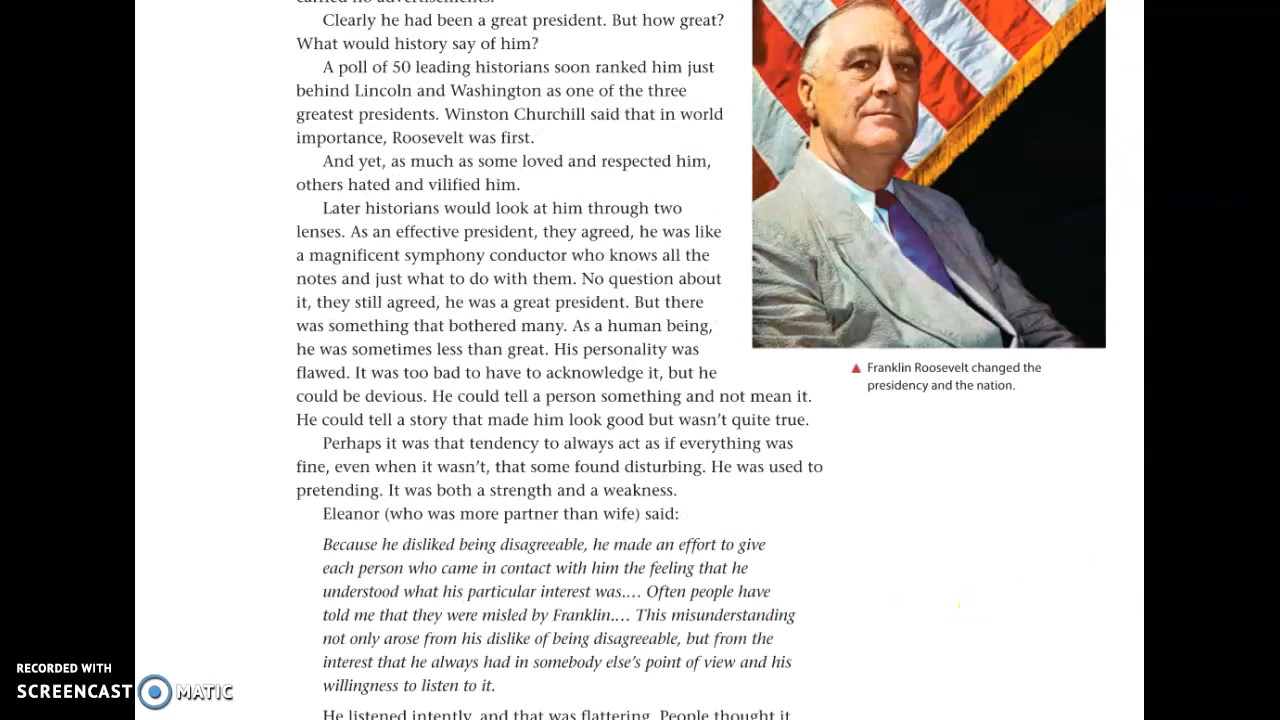 Clearly he had been a great president. But how great?
What would history say of him?
A poll of 50 leading historians soon ranked him just
behind Lincoln and Washington as one of the three
greatest presidents. Winston Churchill said that in world
importance, Roosevelt was first.
And yet, as much as some loved and respected him,
others hated and vilified him.
Later historians would look at him through two
lenses. As an effective president, they agreed, he was like
a magnificent symphony conductor who knows all the
notes and just what to do with them. No question about
it, they still agreed, he was a great president. But there
was something that bothered many. As a human being,
he was sometimes less than great. His personality was
flawed. It was too bad to have to acknowledge it, but he
could be devious. He could tell a person something and not mean it.
He could tell a story that made him look good but wasn't quite true.
Perhaps it was that tendency to always act as if everything was
fine, even when it wasn't, that some found disturbing. He was used to
pretending. It was both a strength and a weakness.
Eleanor (who was more partner than wife) said:
Because he disliked being disagreeable, he made an effort to give
each person who came in contact with him the feeling that he
understood what his particular interest was.… Often people have
told me that they were misled by Franklin.… This misunderstanding
not only arose from his dislike of being disagreeable, but from the
interest that he always had in somebody else's point of view and his
willingness to listen to it.
He listened intently, and that was flattering. People thought it
Franklin Roosevelt changed the
presidency and the nation.
RECORDED WITH
SCREENCAST MATIC